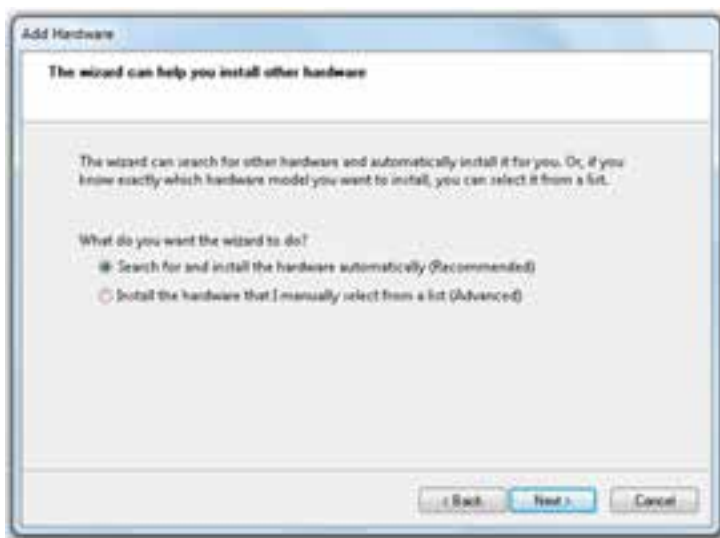 Add Hardware
The wizard can help you install other hardware
The wizard can search for other hardware and automatically install it for you. Or, if you
know exactly which hardware model you want to install, you can select it from a list.
What do you want the wizard to do?
Search for and install the hardware automatically (Recommended)
Install the hardware that I manually select from a list (Advanced)
< Back Next > Cancel